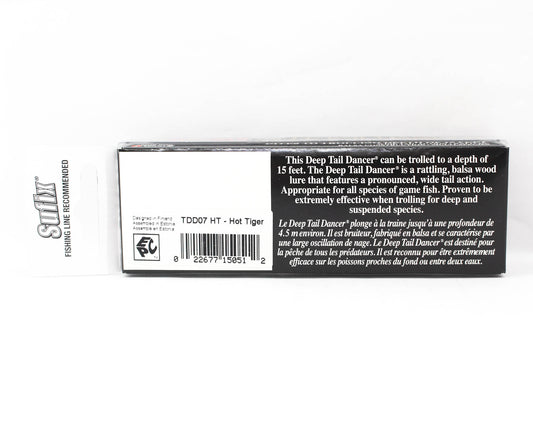 Sufix®
FISHING LINE RECOMMENDED
This Deep Tail Dancer® can be trolled to a depth of
15 feet. The Deep Tail Dancer® is a rattling, balsa wood
lure that features a pronounced, wide tail action.
Appropriate for all species of game fish. Proven to be
extremely effective when trolling for deep and
suspended species.
Le Deep Tail Dancer® plonge à la traine jusqu'à une profondeur de
4.5 m environ. Il est bruiteur, fabriqué en balsa et se caractérise par
une large oscillation de nage. Le Deep Tail Dancer® est destiné pour
la pêche de tous les prédateurs. Il est reconnu pour être extrêmement
efficace sur les poissons proches du fond ou entre deux eaux.
Designed in Finland
Assembled in Estonia
Assemblé en Estonie
TDD07 HT - Hot Tiger
0 22677 15051 2